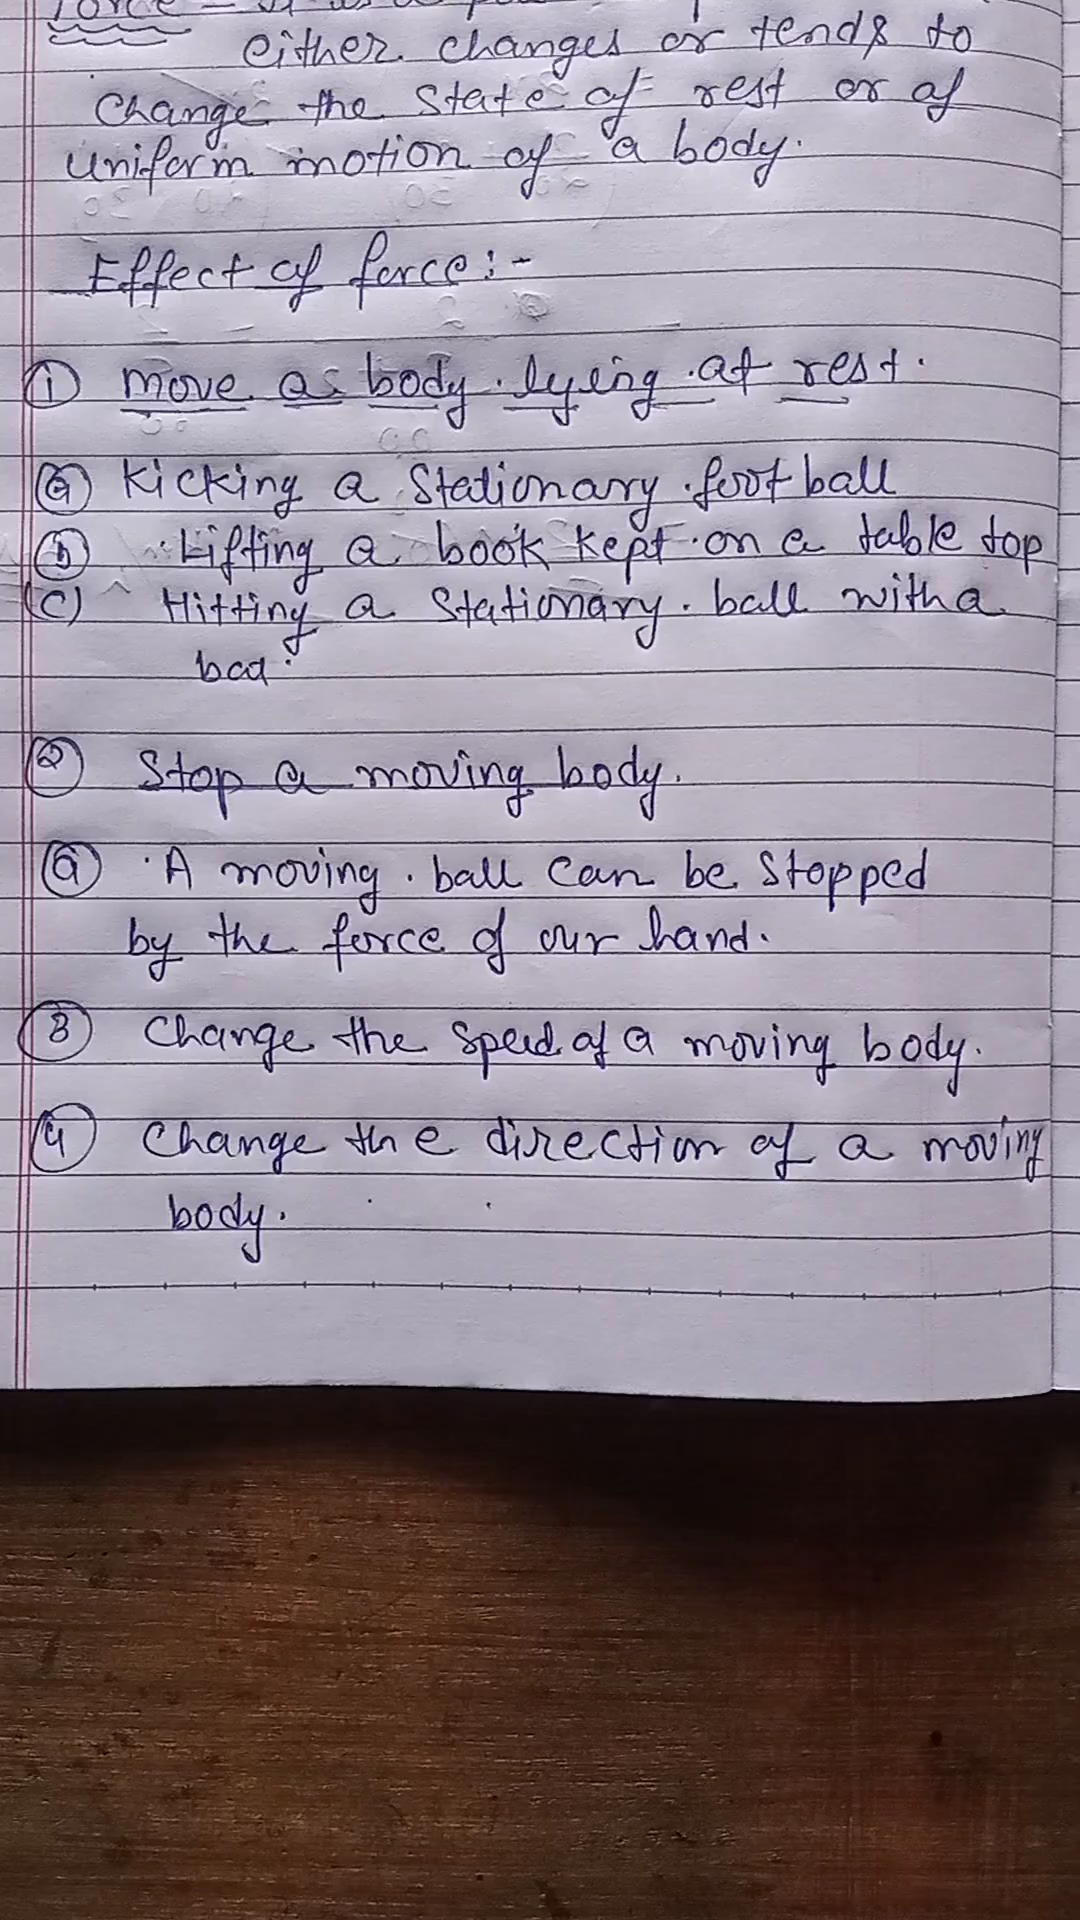 Force - It is a
either changes or tends to
change the state of rest or of
uniform motion of a body.
Effect of force :-
① move as body lying at rest.
ⓐ Kicking a stationary foot ball
ⓑ Lifting a book kept on a table top
(C) Hitting a stationary ball with a
bat.
② Stop a moving body.
ⓐ A moving ball can be stopped
by the force of our hand.
③ Change the speed of a moving body.
④ Change the direction of a moving
body.